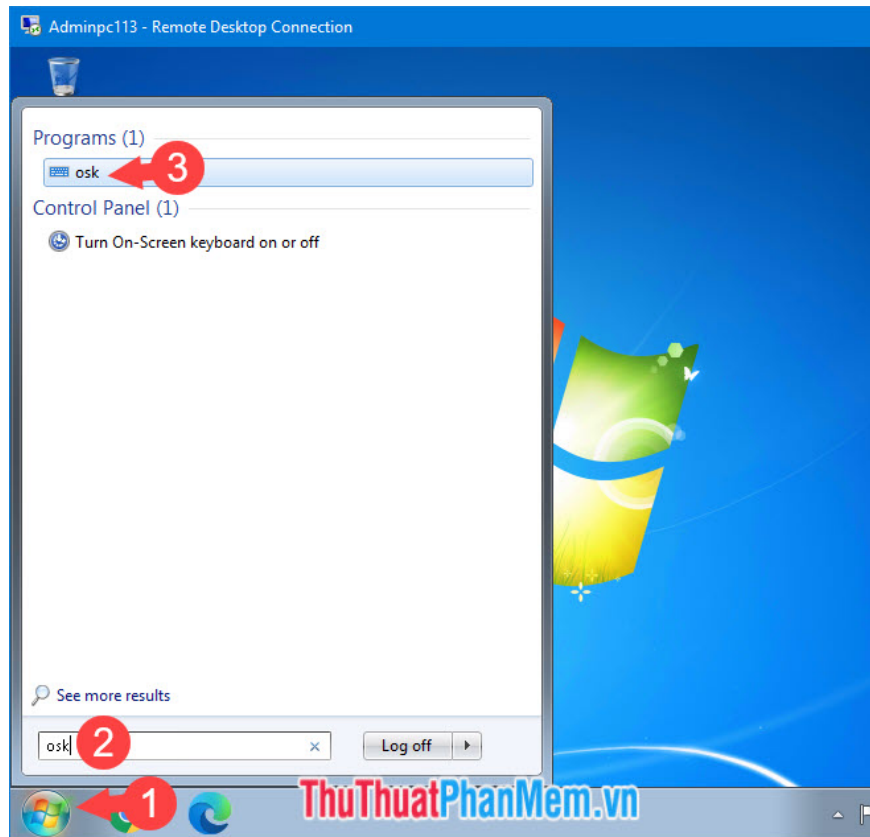 Adminpc113 - Remote Desktop Connection
Programs (1)
osk
3
Control Panel (1)
Turn On-Screen keyboard on or off
See more results
osk
2
Log off
1
ThuThuatPhanMem.vn